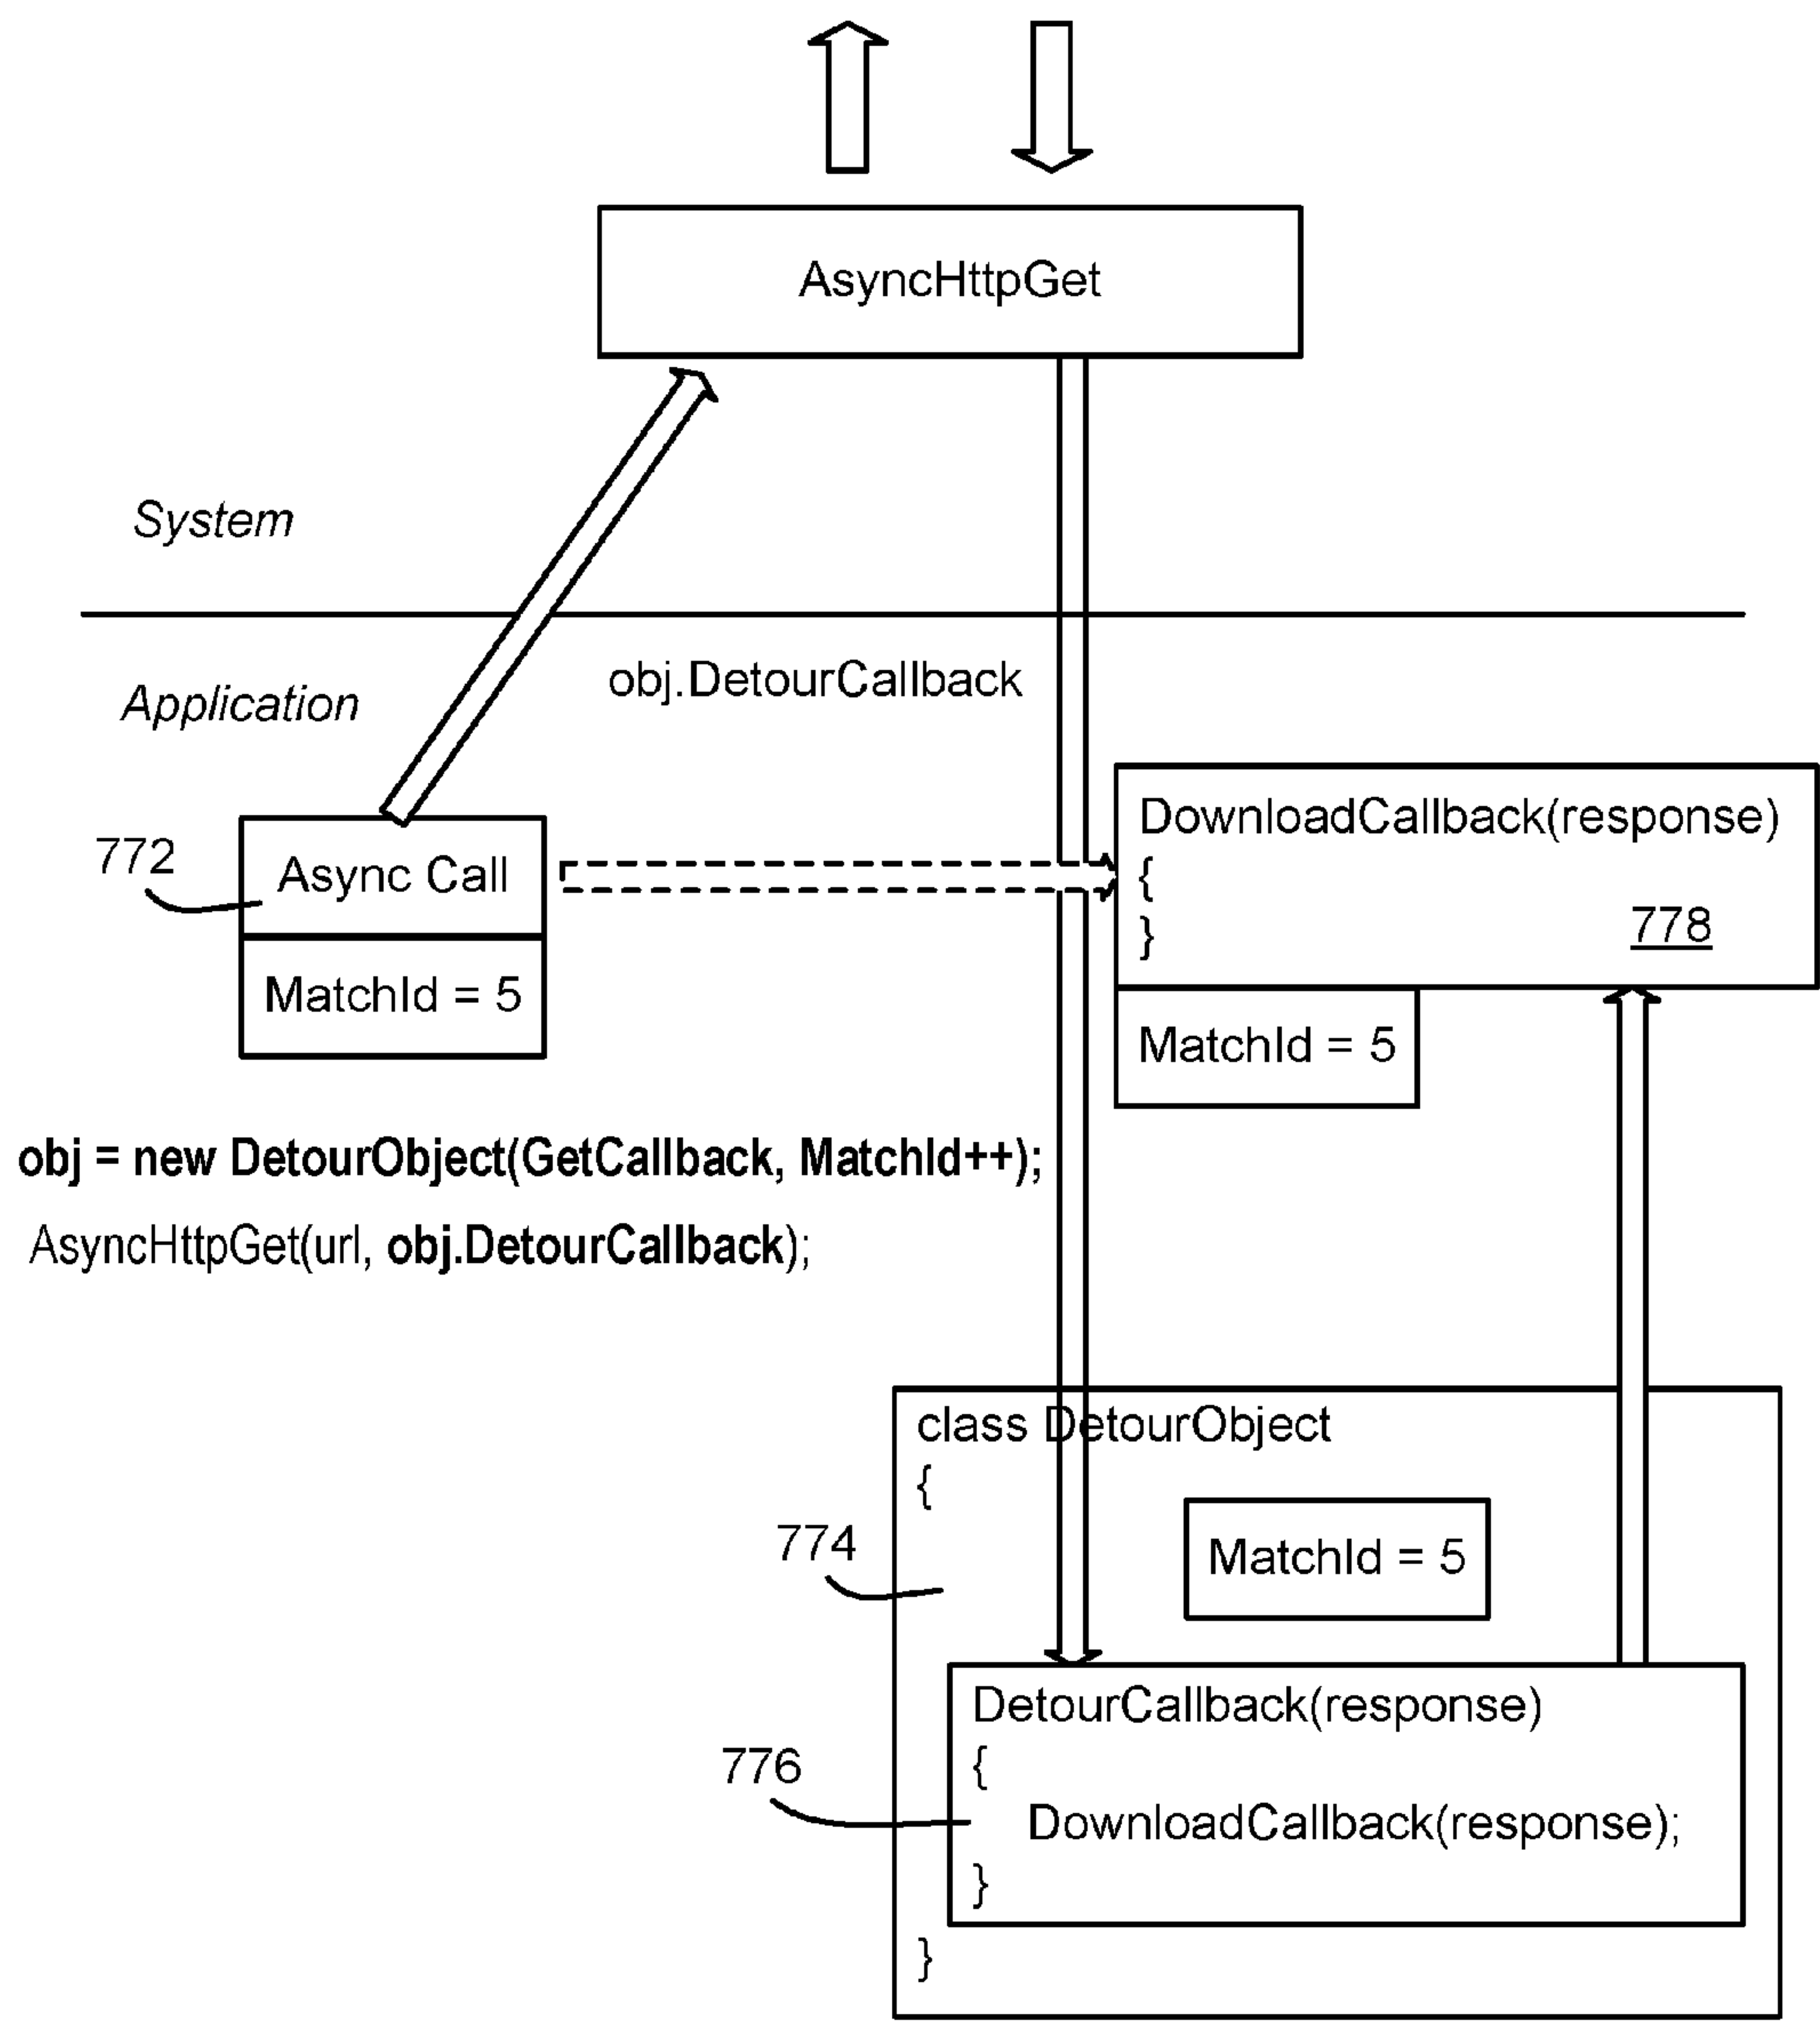 AsyncHttpGet
System
Application
obj.DetourCallback
772
Async Call
MatchId = 5
DownloadCallback(response)
{
}
778
MatchId = 5
obj = new DetourObject(GetCallback, MatchId++);
AsyncHttpGet(url, obj.DetourCallback);
class DetourObject
{
774
MatchId = 5
DetourCallback(response)
{
776
DownloadCallback(response);
}
}